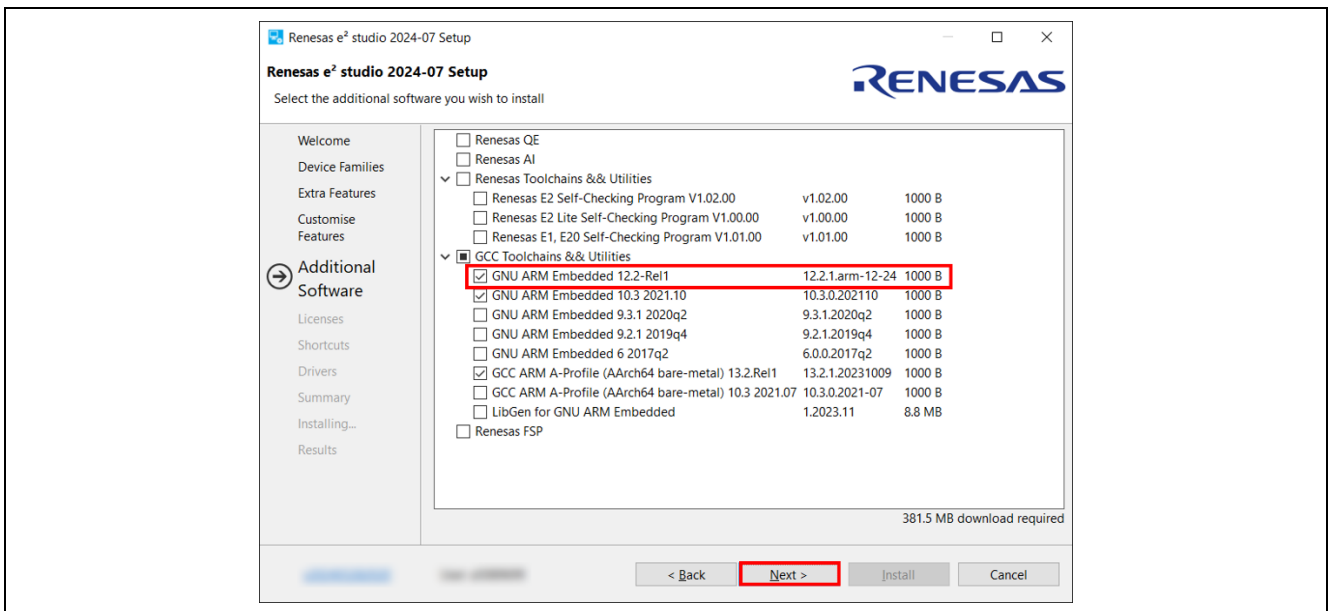 Renesas e² studio 2024-07 Setup
Renesas e² studio 2024-07 Setup
RENESAS
Select the additional software you wish to install
Welcome
Device Families
Extra Features
Customise
Features
Additional
Software
Licenses
Shortcuts
Drivers
Summary
Installing...
Results
Renesas QE
Renesas AI
Renesas Toolchains && Utilities
Renesas E2 Self-Checking Program V1.02.00 v1.02.00 1000 B
Renesas E2 Lite Self-Checking Program V1.00.00 v1.00.00 1000 B
Renesas E1, E20 Self-Checking Program V1.01.00 v1.01.00 1000 B
GCC Toolchains && Utilities
GNU ARM Embedded 12.2-Rel1 12.2.1.arm-12-24 1000 B
GNU ARM Embedded 10.3 2021.10 10.3.0.202110 1000 B
GNU ARM Embedded 9.3.1 2020q2 9.3.1.2020q2 1000 B
GNU ARM Embedded 9.2.1 2019q4 9.2.1.2019q4 1000 B
GNU ARM Embedded 6 2017q2 6.0.0.2017q2 1000 B
GCC ARM A-Profile (AArch64 bare-metal) 13.2.Rel1 13.2.1.20231009 1000 B
GCC ARM A-Profile (AArch64 bare-metal) 10.3 2021.07 10.3.0.2021-07 1000 B
LibGen for GNU ARM Embedded 1.2023.11 8.8 MB
Renesas FSP
381.5 MB download required
< Back Next > Install Cancel